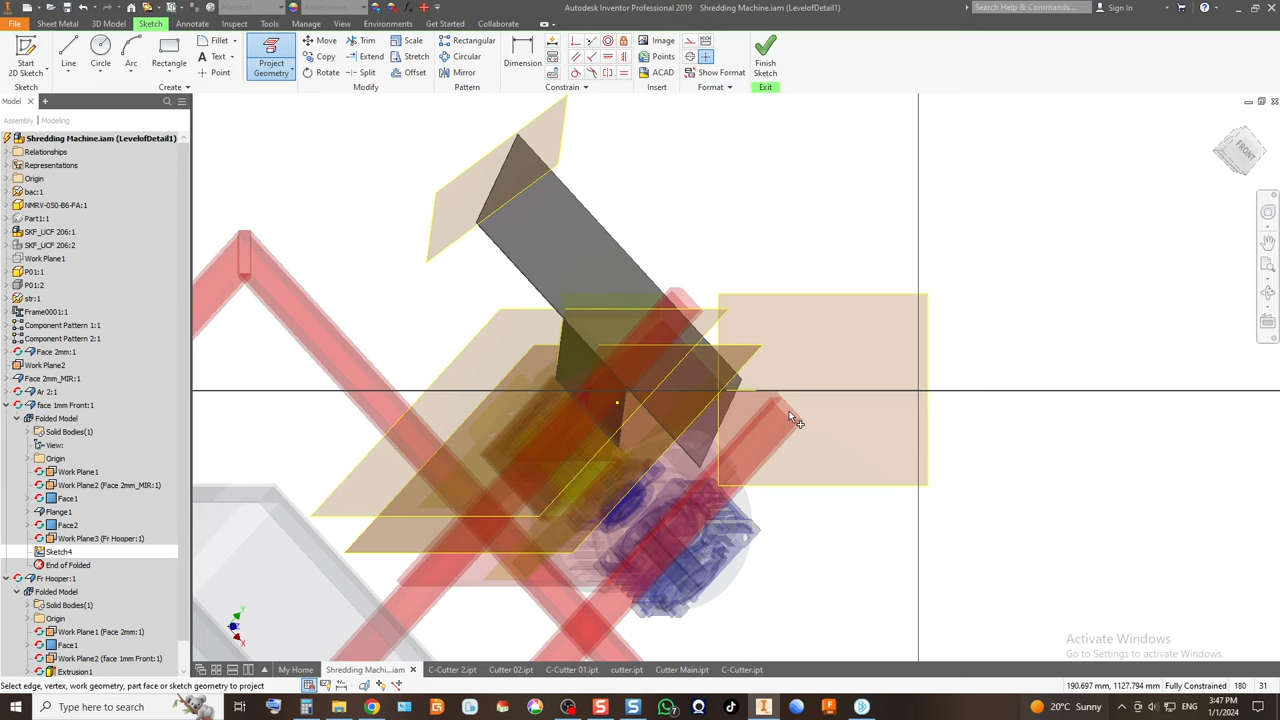 Material
Appearance
Autodesk Inventor Professional 2019   Shredding Machine.iam (LevelofDetail1)
Search Help & Commands...
Sign In
File Sheet Metal 3D Model Sketch Annotate Inspect Tools Manage View Environments Get Started Collaborate
Start
2D Sketch
Line
Circle
Arc
Rectangle
Fillet
Text
Point
Project
Geometry
Move
Copy
Rotate
Trim
Extend
Split
Scale
Stretch
Offset
Rectangular
Circular
Mirror
Dimension
Image
Points
ACAD
Show Format
Finish
Sketch
Sketch Create Modify Pattern Constrain Insert Format Exit
Model
Assembly Modeling
Shredding Machine.iam (LevelofDetail1)
Relationships
Representations
Origin
bac:1
NMRV-050-B6-FA:1
Part1:1
SKF_UCF 206:1
SKF_UCF 206:2
Work Plane1
P01:1
P01:2
str:1
Frame0001:1
Component Pattern 1:1
Component Pattern 2:1
Face 2mm:1
Work Plane2
Face 2mm_MIR:1
Ar 2:1
face 1mm Front:1
Folded Model
Solid Bodies(1)
View:
Origin
Work Plane1
Work Plane2 (Face 2mm_MIR:1)
Face1
Flange1
Face2
Work Plane3 (Fr Hooper:1)
Sketch4
End of Folded
Fr Hooper:1
Folded Model
Solid Bodies(1)
Origin
Work Plane1 (Face 2mm:1)
Face1
Work Plane2 (face 1mm Front:1)
Extrusion1
FRONT
Y
X
Activate Windows
Go to Settings to activate Windows.
My Home
Shredding Machi...iam
C-Cutter 2.ipt
Cutter 02.ipt
C-Cutter 01.ipt
cutter.ipt
Cutter Main.ipt
C-Cutter.ipt
Select edge, vertex, work geometry, part face or sketch geometry to project
190.697 mm, 1127.794 mm Fully Constrained 180 31
Type here to search
7
20°C Sunny
3:47 PM
1/1/2024